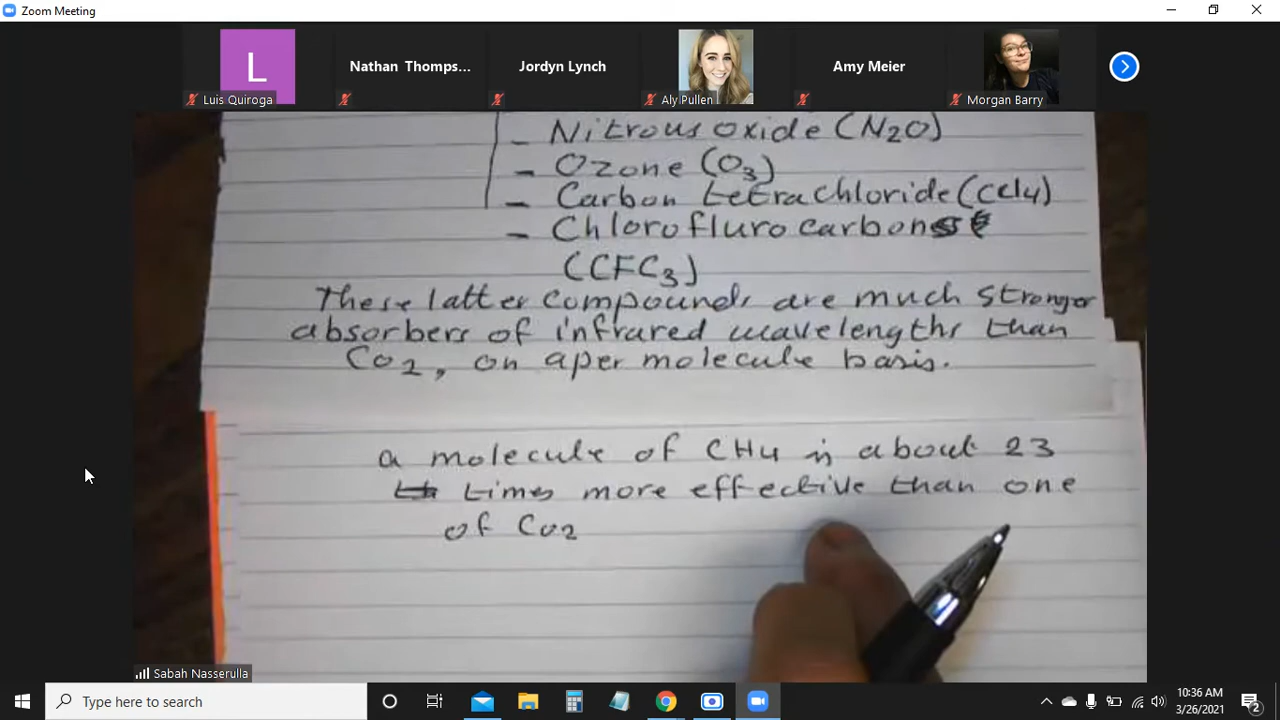 Zoom Meeting
L
Nathan Thomps...
Jordyn Lynch
Amy Meier
Luis Quiroga
Aly Pullen
Morgan Barry
- Nitrous oxide (N2O)
- Ozone (O3)
- Carbon tetrachloride (CCl4)
- Chlorofluro carbons
(CFC3)
These latter compounds are much stronger
absorbers of infrared wavelengths than
CO2, on a per molecule basis.
a molecule of CH4 is about 23
times more effective than one
of CO2
Sabah Nasserulla
Type here to search
10:36 AM
3/26/2021
2